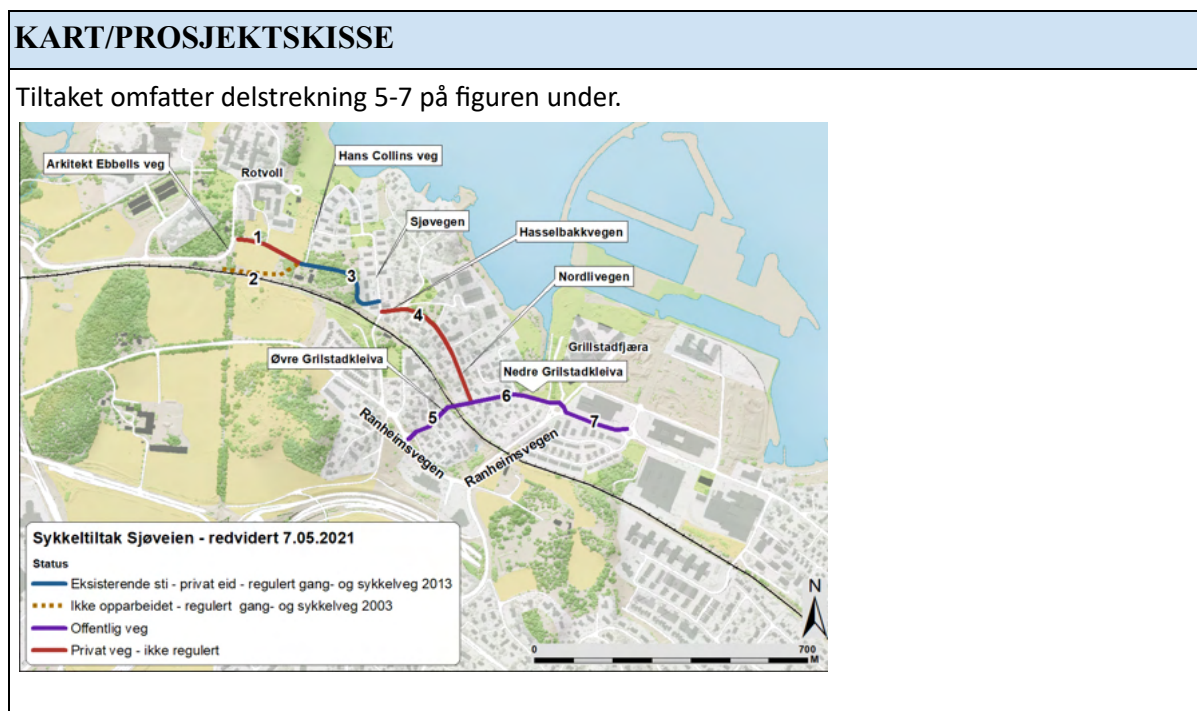 KART/PROSJEKTSKISSE
Tiltaket omfatter delstrekning 5-7 på figuren under.
Arkitekt Ebbells veg
Rotvoll
Hans Collins veg
Sjøvegen
Hasselbakkvegen
Nordlivegen
1
2
3
4
Øvre Grilstadkleiva
Grillstadfjæra
Nedre Grilstadkleiva
5
6
7
Ranheimsvegen
Ranheimsvegen
Sykkeltiltak Sjøveien - redvidert 7.05.2021
Status
Eksisterende sti - privat eid - regulert gang- og sykkelveg 2013
Ikke opparbeidet - regulert gang- og sykkelveg 2003
Offentlig veg
Privat veg - ikke regulert
N
0
700
M